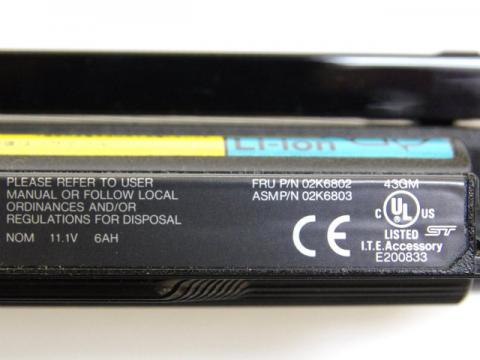 Li-Ion
PLEASE REFER TO USER
MANUAL OR FOLLOW LOCAL
ORDINANCES AND/OR
REGULATIONS FOR DISPOSAL
NOM 11.1V 6AH
FRU P/N 02K6802
ASM P/N 02K6803
43GM
C UL US
LISTED ST
I.T.E. Accessory
E200833
CE